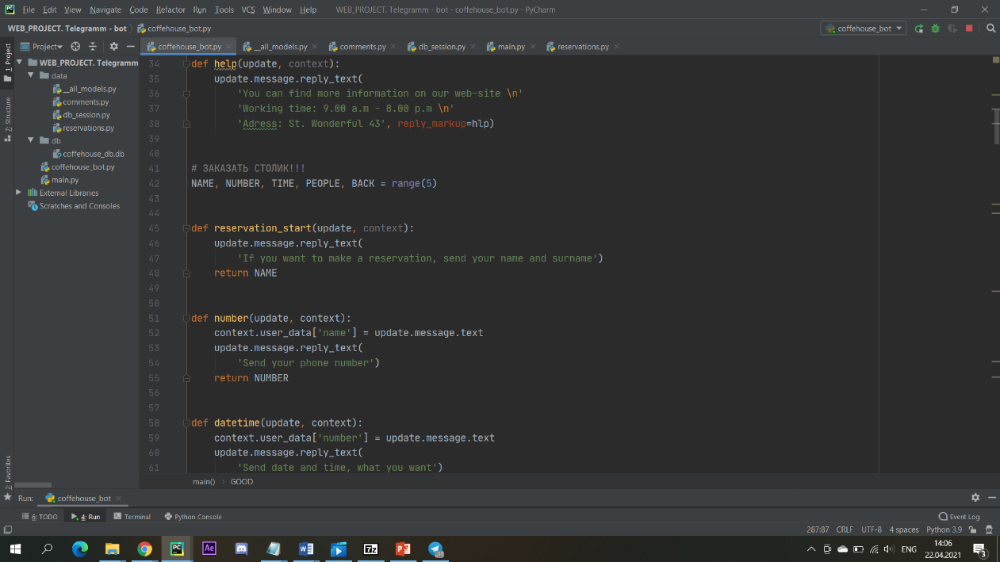 File Edit View Navigate Code Refactor Run Tools VCS Window Help WEB_PROJECT. Telegramm - bot - coffehouse_bot.py - PyCharm
WEB_PROJECT. Telegramm - bot coffehouse_bot.py coffehouse_bot
1: Project
Project coffehouse_bot.py __all_models.py comments.py db_session.py main.py reservations.py
WEB_PROJECT. Telegramm
data
__all_models.py
comments.py
db_session.py
reservations.py
db
coffehouse_db.db
coffehouse_bot.py
main.py
External Libraries
Scratches and Consoles
Z: Structure
2: Favorites
34 def help(update, context):
35 update.message.reply_text(
36 'You can find more information on our web-site \n'
37 'Working time: 9.00 a.m - 8.00 p.m \n'
38 'Adress: St. Wonderful 43', reply_markup=hlp)
39
40
41 # ЗАКАЗАТЬ СТОЛИК!!!
42 NAME, NUMBER, TIME, PEOPLE, BACK = range(5)
43
44
45 def reservation_start(update, context):
46 update.message.reply_text(
47 'If you want to make a reservation, send your name and surname')
48 return NAME
49
50
51 def number(update, context):
52 context.user_data['name'] = update.message.text
53 update.message.reply_text(
54 'Send your phone number')
55 return NUMBER
56
57
58 def datetime(update, context):
59 context.user_data['number'] = update.message.text
60 update.message.reply_text(
61 'Send date and time, what you want')
main() GOOD
Run: coffehouse_bot
6: TODO 4: Run Terminal Python Console Event Log
287:87 CRLF UTF-8 4 spaces Python 3.9
PC Ae W 7z P ENG
14:06
22.04.2021
3